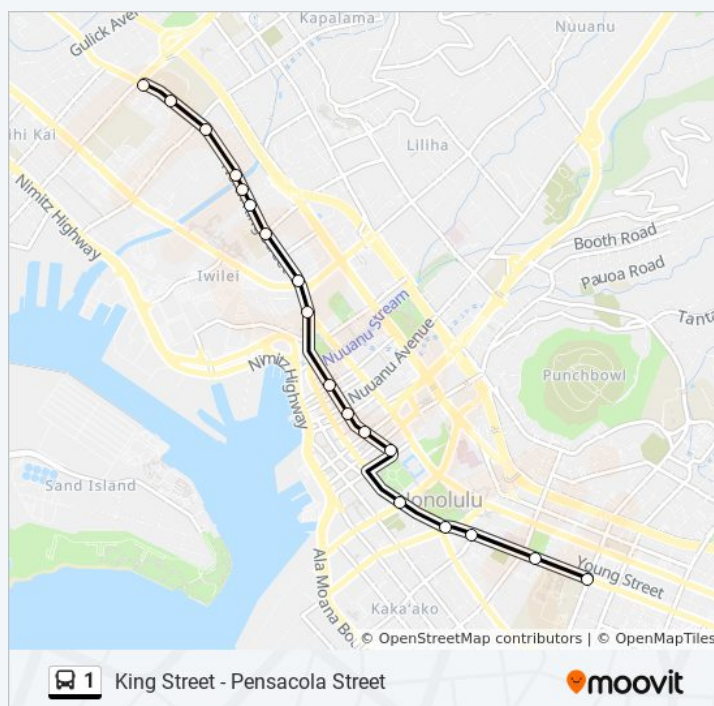 Kapalama
Nuuanu
Gulick Ave
ihi Kai
Liliha
Nimitz Highway
Booth Road
Pauoa Road
Iwilei
Tanta
Nuuanu Stream
Nuuanu Avenue
Nimitz Highway
Punchbowl
Sand Island
Honolulu
Young Street
Ala Moana Bo
Kaka'ako
© OpenStreetMap contributors | © OpenMapTiles
1 King Street - Pensacola Street
moovit